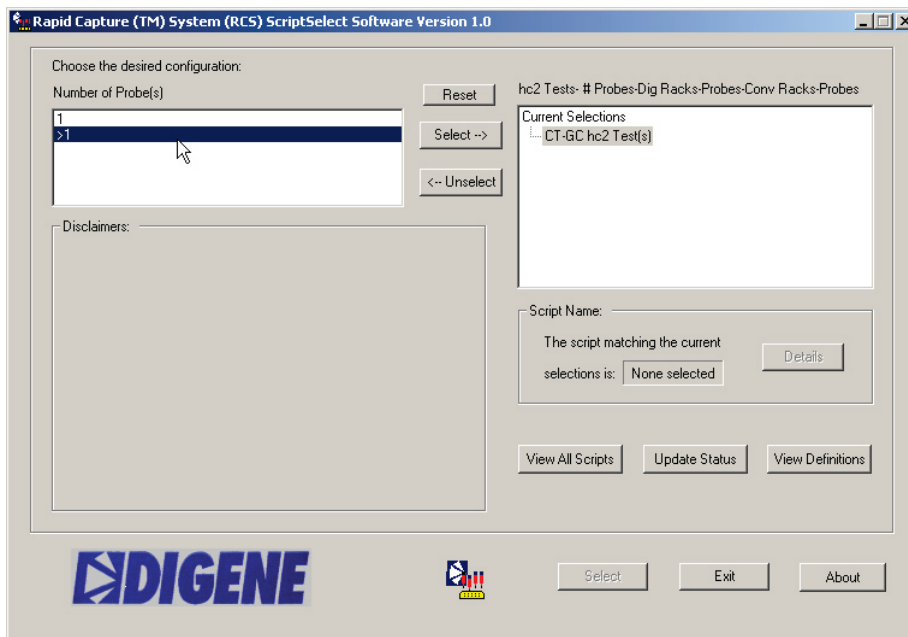 Rapid Capture (TM) System (RCS) ScriptSelect Software Version 1.0
Choose the desired configuration:
Number of Probe(s)
1
>1
Reset
Select -->
<-- Unselect
hc2 Tests- # Probes-Dig Racks-Probes-Conv Racks-Probes
Current Selections
CT-GC hc2 Test(s)
Disclaimers:
Script Name:
The script matching the current
selections is: None selected
Details
View All Scripts
Update Status
View Definitions
DIGENE
Select
Exit
About